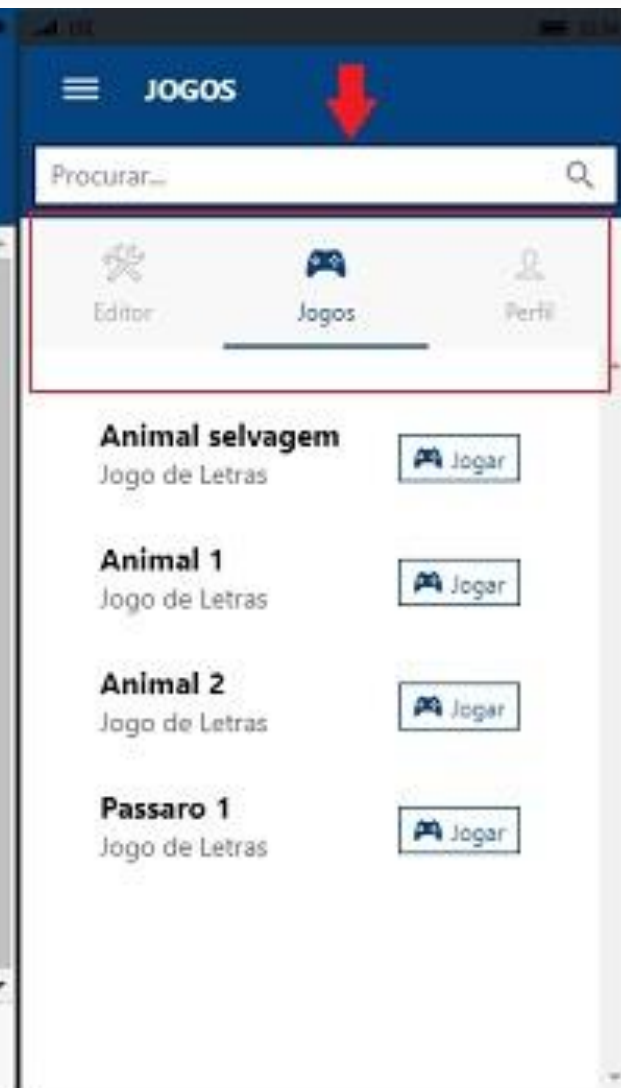 JOGOS
Procurar...
Editor
Jogos
Perfil
Animal selvagem
Jogo de Letras
Jogar
Animal 1
Jogo de Letras
Jogar
Animal 2
Jogo de Letras
Jogar
Passaro 1
Jogo de Letras
Jogar